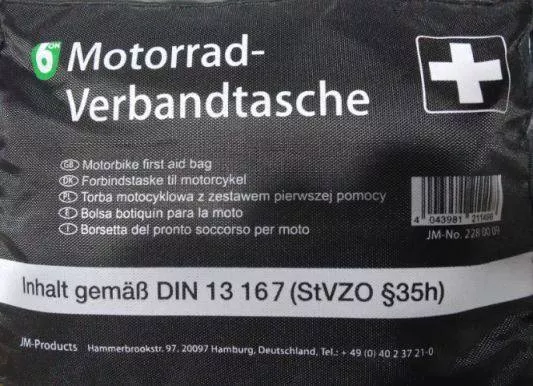 6 ON
Motorrad-
Verbandtasche
GB Motorbike first aid bag
DK Forbindstaske til motorcykel
PL Torba motocyklowa z zestawem pierwszej pomocy
E Bolsa botiquin para la moto
I Borsetta del pronto soccorso per moto
4 043981 211498
JM-No. 228 00 09
Inhalt gemäß DIN 13 167 (StVZO §35h)
JM-Products Hammerbrookstr. 97. 20097 Hamburg, Deutschland, Tel.: + 49 (0) 40 2 37 21-0